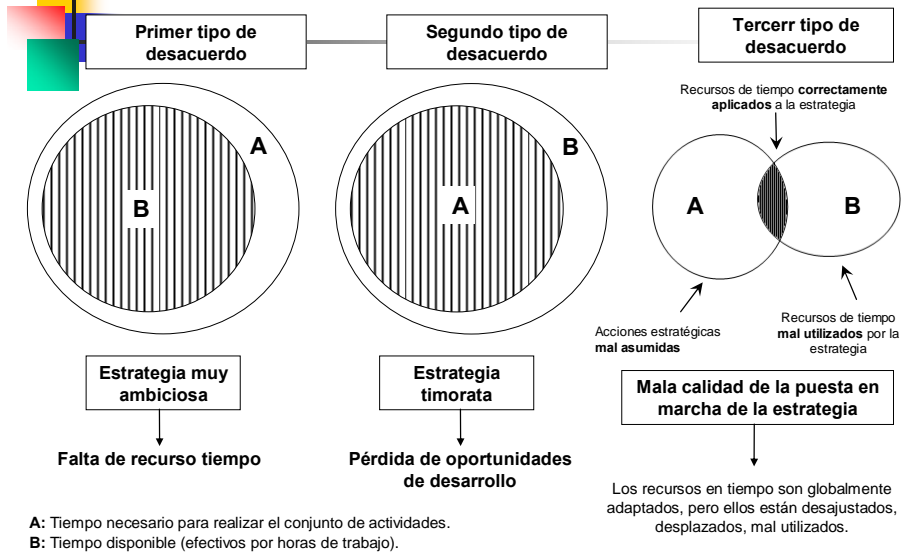 Primer tipo de
desacuerdo
Segundo tipo de
desacuerdo
Tercerr tipo de
desacuerdo
Recursos de tiempo correctamente
aplicados a la estrategia
A
B
B
A
A
B
Acciones estratégicas
mal asumidas
Recursos de tiempo
mal utilizados por la
estrategia
Estrategia muy
ambiciosa
Estrategia
timorata
Mala calidad de la puesta en
marcha de la estrategia
Falta de recurso tiempo
Pérdida de oportunidades
de desarrollo
Los recursos en tiempo son globalmente
adaptados, pero ellos están desajustados,
desplazados, mal utilizados.
A: Tiempo necesario para realizar el conjunto de actividades.
B: Tiempo disponible (efectivos por horas de trabajo).